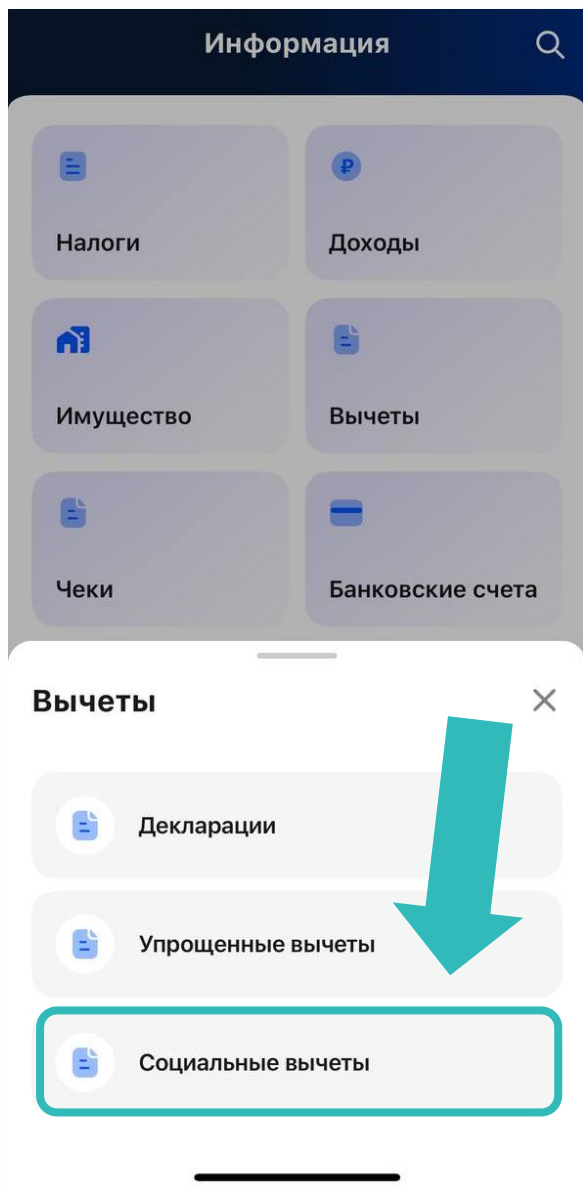 Информация
Налоги
Доходы
Имущество
Вычеты
Чеки
Банковские счета
Вычеты
Декларации
Упрощенные вычеты
Социальные вычеты